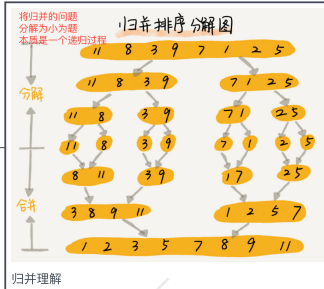 将归并的问题
分解为小为题
本质是一个递归过程
归并排序分解图
11 8 3 9 7 1 2 5
11 8 3 9 7 1 2 5
分解
11 8 3 9 7 1 2 5
11 8 3 9 7 1 2 5
8 11 3 9 1 7 2 5
合并
3 8 9 11 1 2 5 7
1 2 3 5 7 8 9 11
归并理解